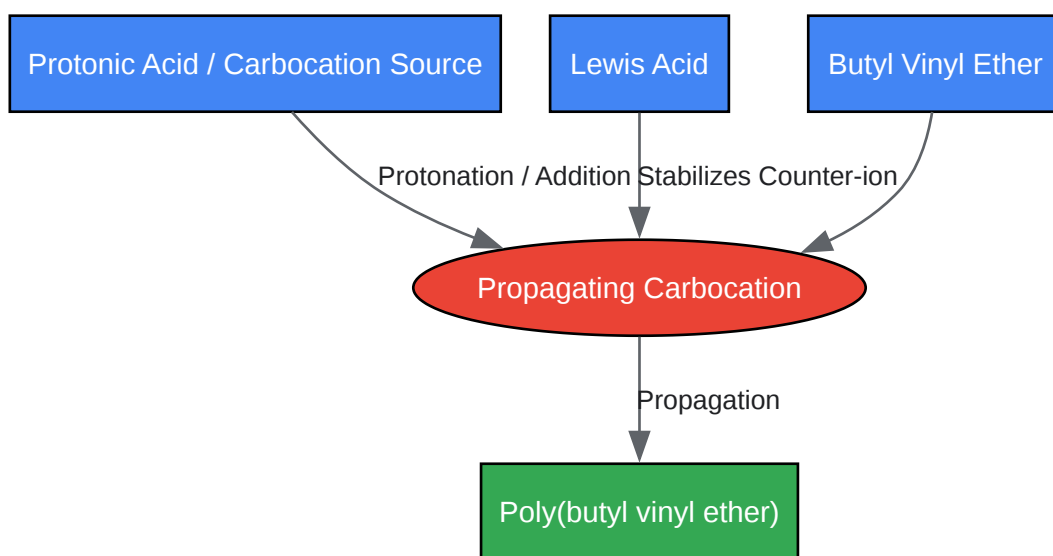 Protonic Acid / Carbocation Source
Lewis Acid
Butyl Vinyl Ether
Protonation / Addition
Stabilizes Counter-ion
Propagating Carbocation
Propagation
Poly(butyl vinyl ether)